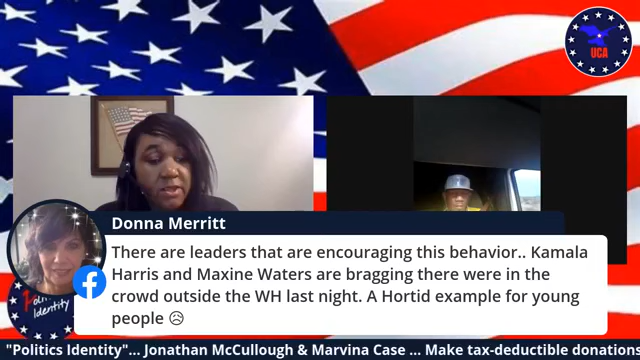 UCA
Donna Merritt
There are leaders that are encouraging this behavior.. Kamala
Harris and Maxine Waters are bragging there were in the
crowd outside the WH last night. A Hortid example for young
people ☹
Politics
Identity
"Politics Identity"... Jonathan McCullough & Marvina Case ... Make tax-deductible donations